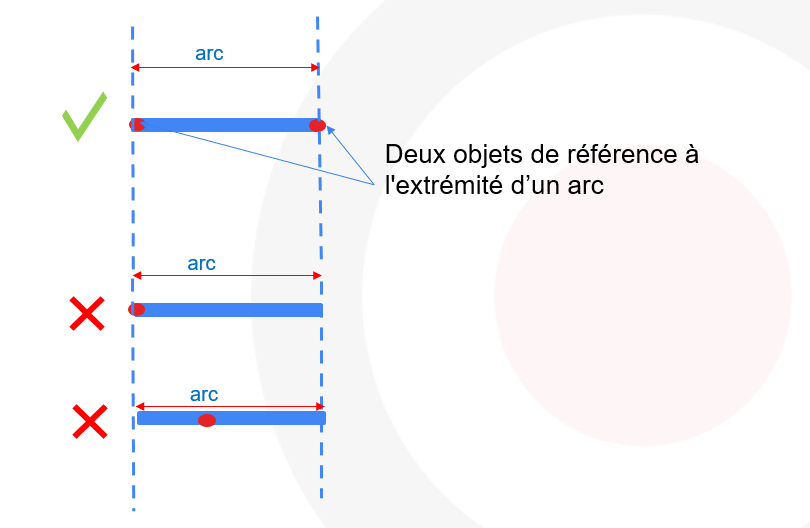 arc
Deux objets de référence à
l'extrémité d’un arc
arc
arc